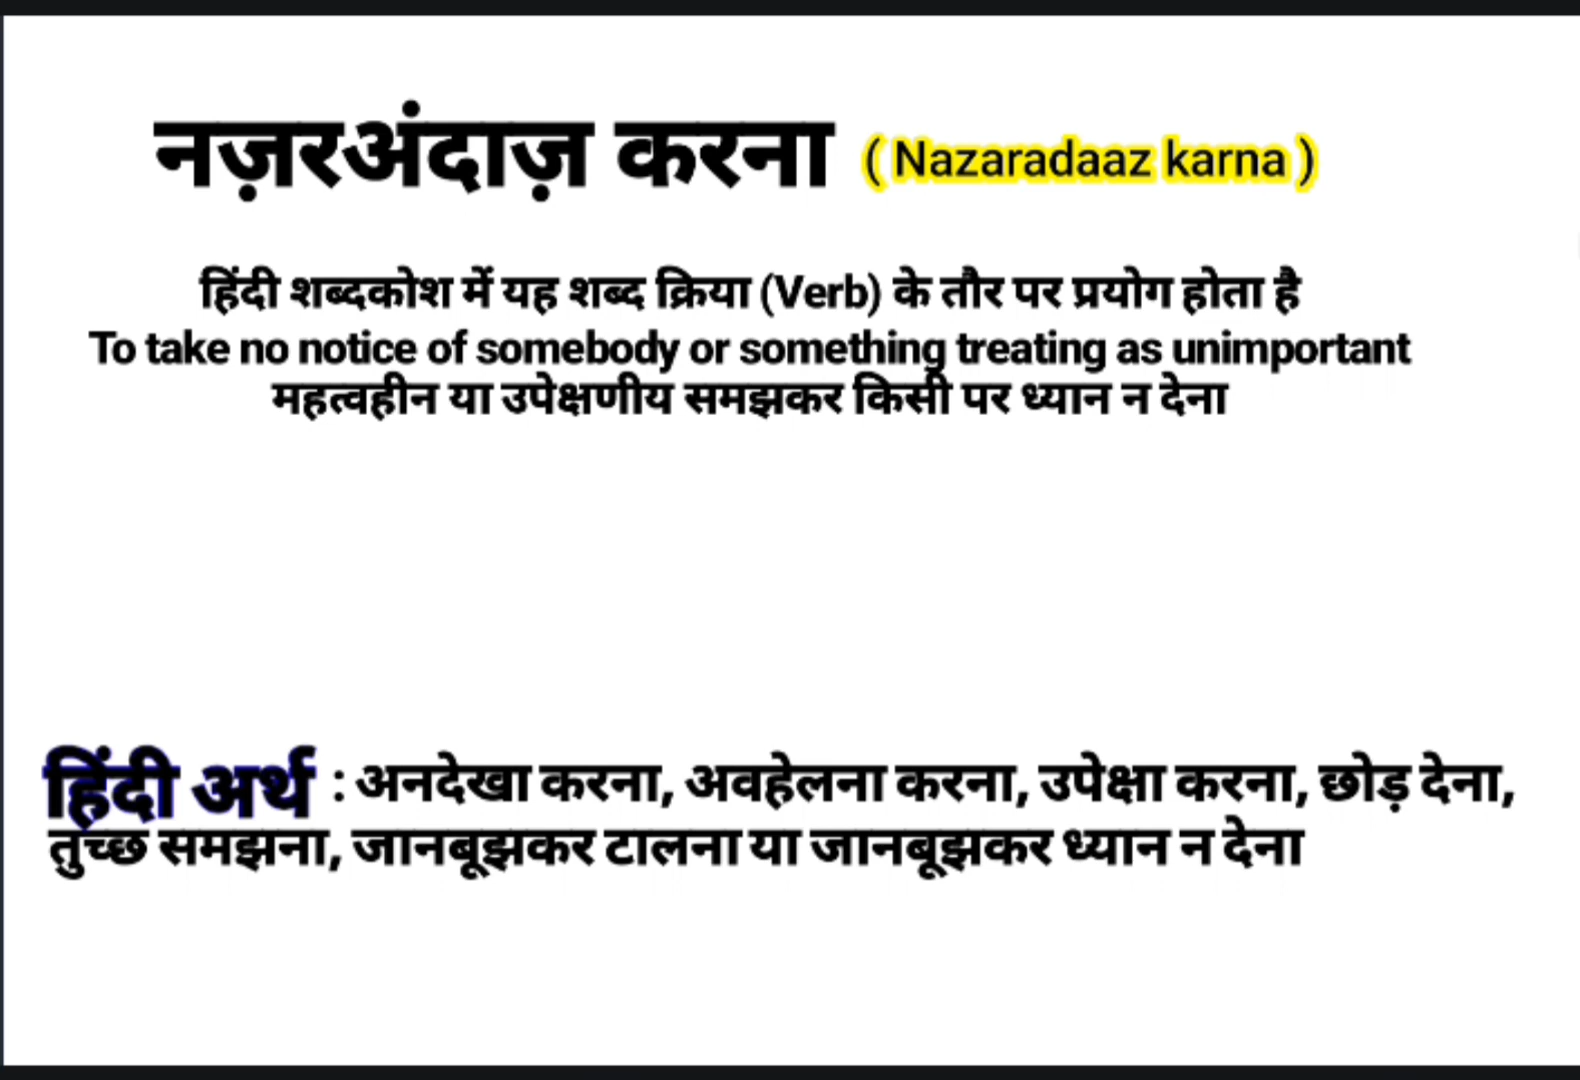 नज़रअंदाज़ करना ( Nazaradaaz karna )
हिंदी शब्दकोश में यह शब्द क्रिया (Verb) के तौर पर प्रयोग होता है
To take no notice of somebody or something treating as unimportant
महत्वहीन या उपेक्षणीय समझकर किसी पर ध्यान न देना
हिंदी अर्थ : अनदेखा करना, अवहेलना करना, उपेक्षा करना, छोड़ देना,
तुच्छ समझना, जानबूझकर टालना या जानबूझकर ध्यान न देना